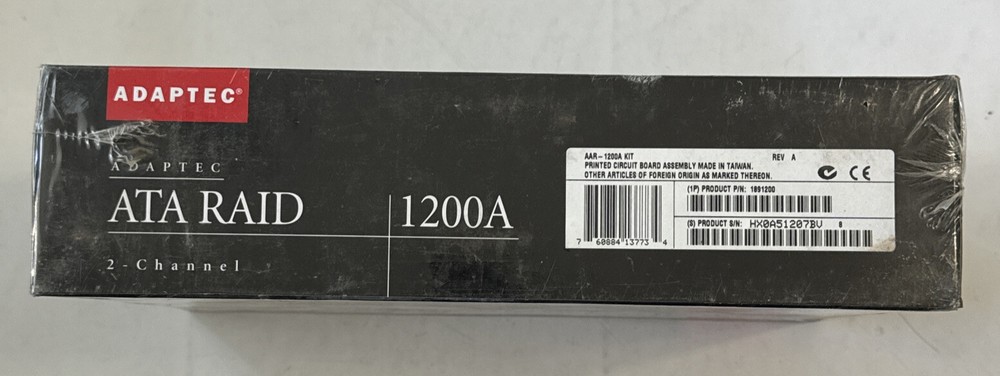 ADAPTEC®
ADAPTEC
ATA RAID 1200A
2-Channel
AAR-1200A KIT REV A
PRINTED CIRCUIT BOARD ASSEMBLY MADE IN TAIWAN.
OTHER ARTICLES OF FOREIGN ORIGIN AS MARKED THEREON.
CE
(1P) PRODUCT P/N: 1891200
(S) PRODUCT S/N: HX0A51207BV
7 60884 13773 4